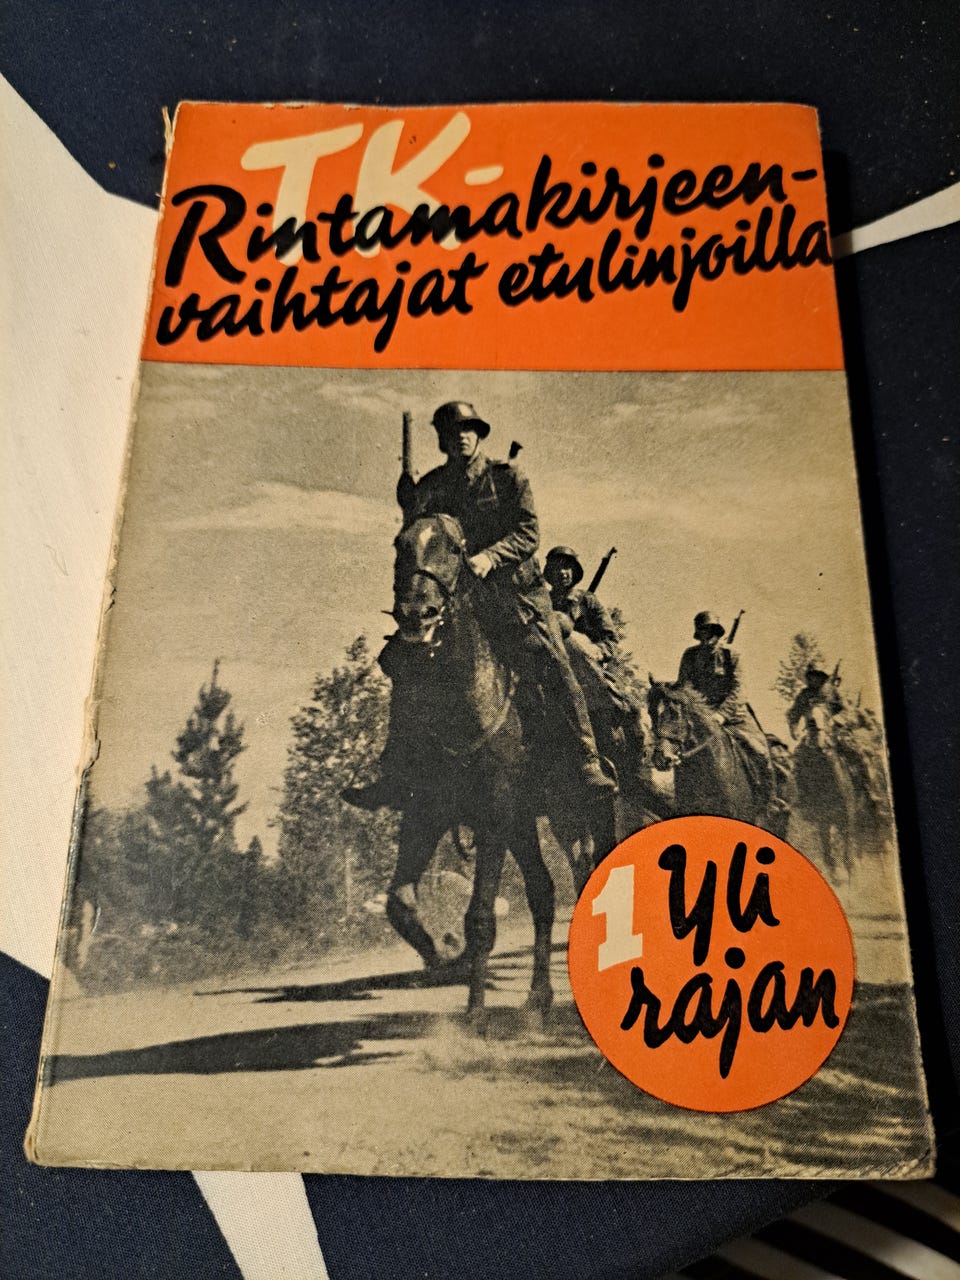 TK-
Rintamakirjeen-
vaihtajat etulinjoilla
1 Yli
rajan